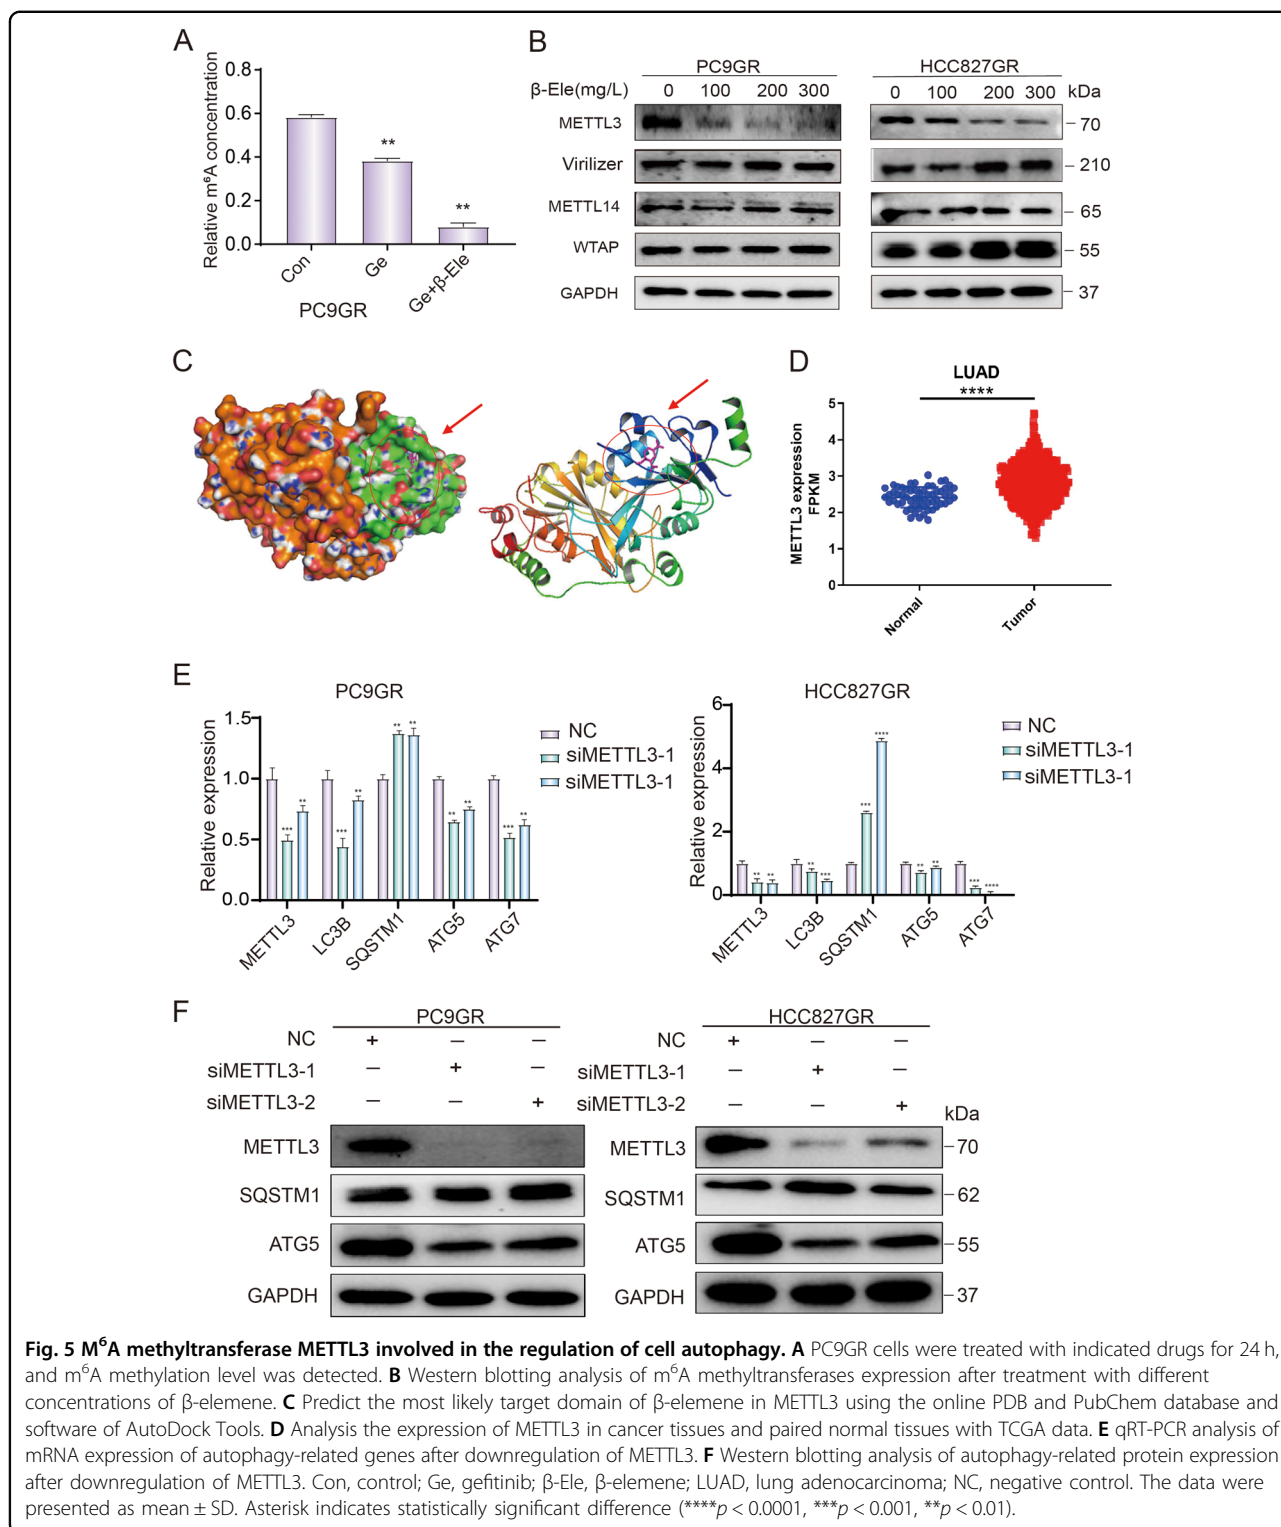 A
Relative m⁶A concentration
0.8
0.6
0.4
0.2
0.0
**
**
Con
Ge
Ge+β-Ele
PC9GR
B
PC9GR
HCC827GR
β-Ele(mg/L)
0 100 200 300
0 100 200 300 kDa
METTL3
70
Virilizer
210
METTL14
65
WTAP
55
GAPDH
37
C
D
LUAD
****
METTL3 expression
FPKM
5
4
3
2
1
0
Normal
Tumor
E
PC9GR
Relative expression
1.5
1.0
0.5
0.0
*** **
*** **
** **
** **
*** **
METTL3
LC3B
SQSTM1
ATG5
ATG7
NC
siMETTL3-1
siMETTL3-1
HCC827GR
Relative expression
6
4
2
0
** **
** ***
*** ****
** **
*** ****
METTL3
LC3B
SQSTM1
ATG5
ATG7
NC
siMETTL3-1
siMETTL3-1
F
PC9GR
NC + – –
siMETTL3-1 – + –
siMETTL3-2 – – +
METTL3
SQSTM1
ATG5
GAPDH
HCC827GR
NC + – –
siMETTL3-1 – + –
siMETTL3-2 – – +
kDa
METTL3 70
SQSTM1 62
ATG5 55
GAPDH 37
Fig. 5 M⁶A methyltransferase METTL3 involved in the regulation of cell autophagy. A PC9GR cells were treated with indicated drugs for 24 h,
and m⁶A methylation level was detected. B Western blotting analysis of m⁶A methyltransferases expression after treatment with different
concentrations of β-elemene. C Predict the most likely target domain of β-elemene in METTL3 using the online PDB and PubChem database and
software of AutoDock Tools. D Analysis the expression of METTL3 in cancer tissues and paired normal tissues with TCGA data. E qRT-PCR analysis of
mRNA expression of autophagy-related genes after downregulation of METTL3. F Western blotting analysis of autophagy-related protein expression
after downregulation of METTL3. Con, control; Ge, gefitinib; β-Ele, β-elemene; LUAD, lung adenocarcinoma; NC, negative control. The data were
presented as mean ± SD. Asterisk indicates statistically significant difference (****p < 0.0001, ***p < 0.001, **p < 0.01).